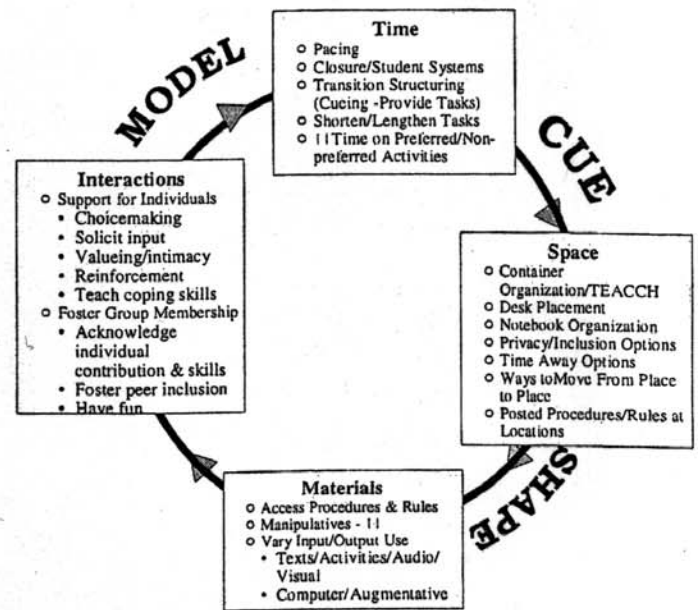 MODEL
Time
o Pacing
o Closure/Student Systems
o Transition Structuring
(Cueing -Provide Tasks)
o Shorten/Lengthen Tasks
o | | Time on Preferred/Non-
preferred Activities
CUE
Space
o Container
Organization/TEACCH
o Desk Placement
o Notebook Organization
o Privacy/Inclusion Options
o Time Away Options
o Ways toMove From Place
to Place
o Posted Procedures/Rules at
Locations
SHAPE
Materials
o Access Procedures & Rules
o Manipulatives - | |
o Vary Input/Output Use
• Texts/Activities/Audio/
Visual
• Computer/Augmentative
Interactions
o Support for Individuals
• Choicemaking
• Solicit input
• Valueing/intimacy
• Reinforcement
• Teach coping skills
o Foster Group Membership
• Acknowledge
individual
contribution & skills
• Foster peer inclusion
• Have fun